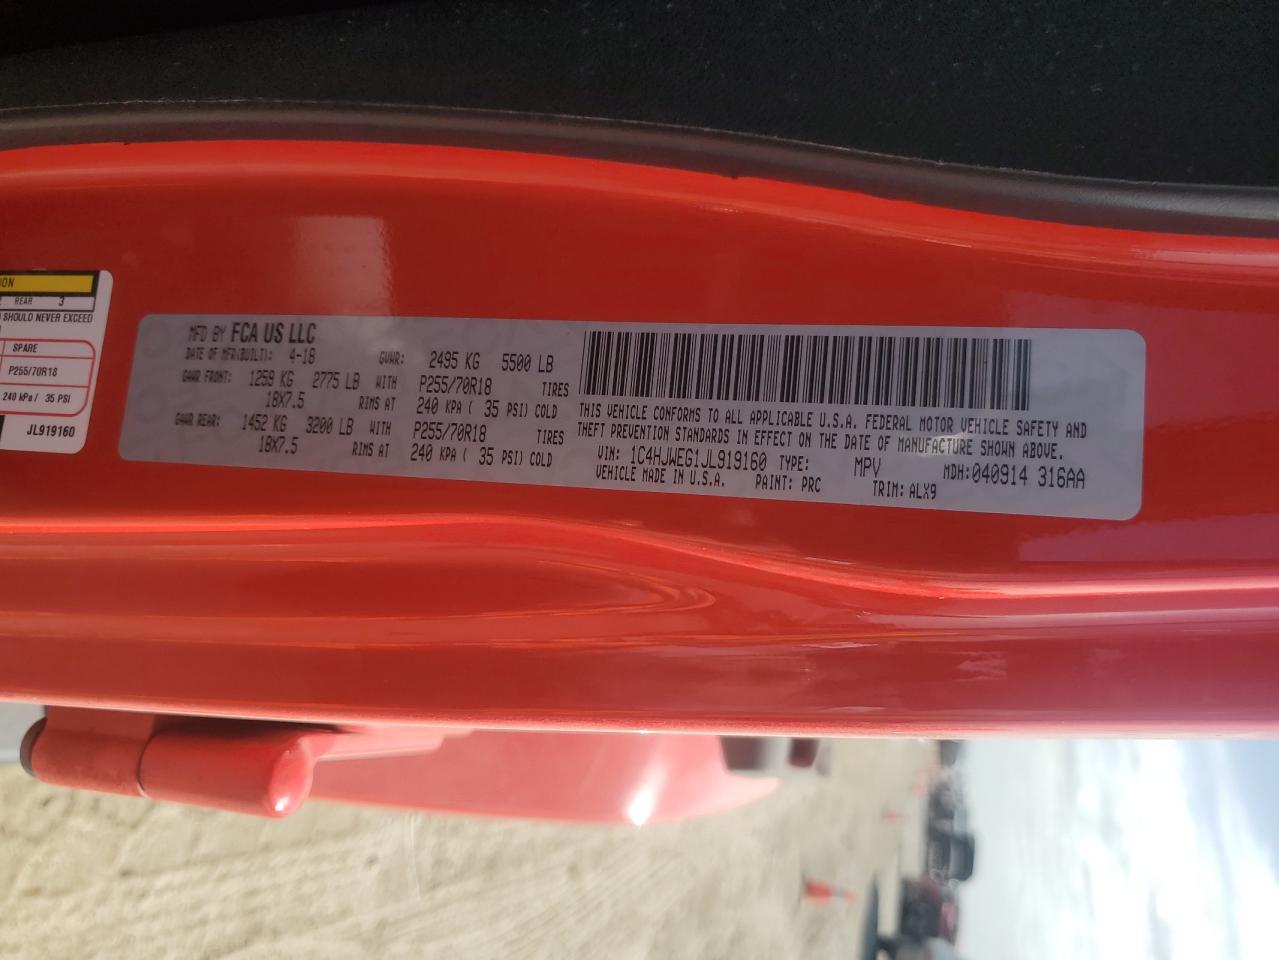 ION
REAR 3
SHOULD NEVER EXCEED
SPARE
P255/70R18
240 kPa / 35 PSI
JL919160
MFD BY FCA US LLC
DATE OF MFR(BUILT): 4-18 GVWR: 2495 KG 5500 LB
GAWR FRONT: 1259 KG 2775 LB WITH P255/70R18 TIRES
18X7.5 RIMS AT 240 KPA ( 35 PSI) COLD
GAWR REAR: 1452 KG 3200 LB WITH P255/70R18 TIRES
18X7.5 RIMS AT 240 KPA ( 35 PSI) COLD
THIS VEHICLE CONFORMS TO ALL APPLICABLE U.S.A. FEDERAL MOTOR VEHICLE SAFETY AND
THEFT PREVENTION STANDARDS IN EFFECT ON THE DATE OF MANUFACTURE SHOWN ABOVE.
VIN: 1C4HJWEG1JL919160 TYPE: MPV MDH:040914 316AA
VEHICLE MADE IN U.S.A. PAINT: PRC TRIM: ALX9